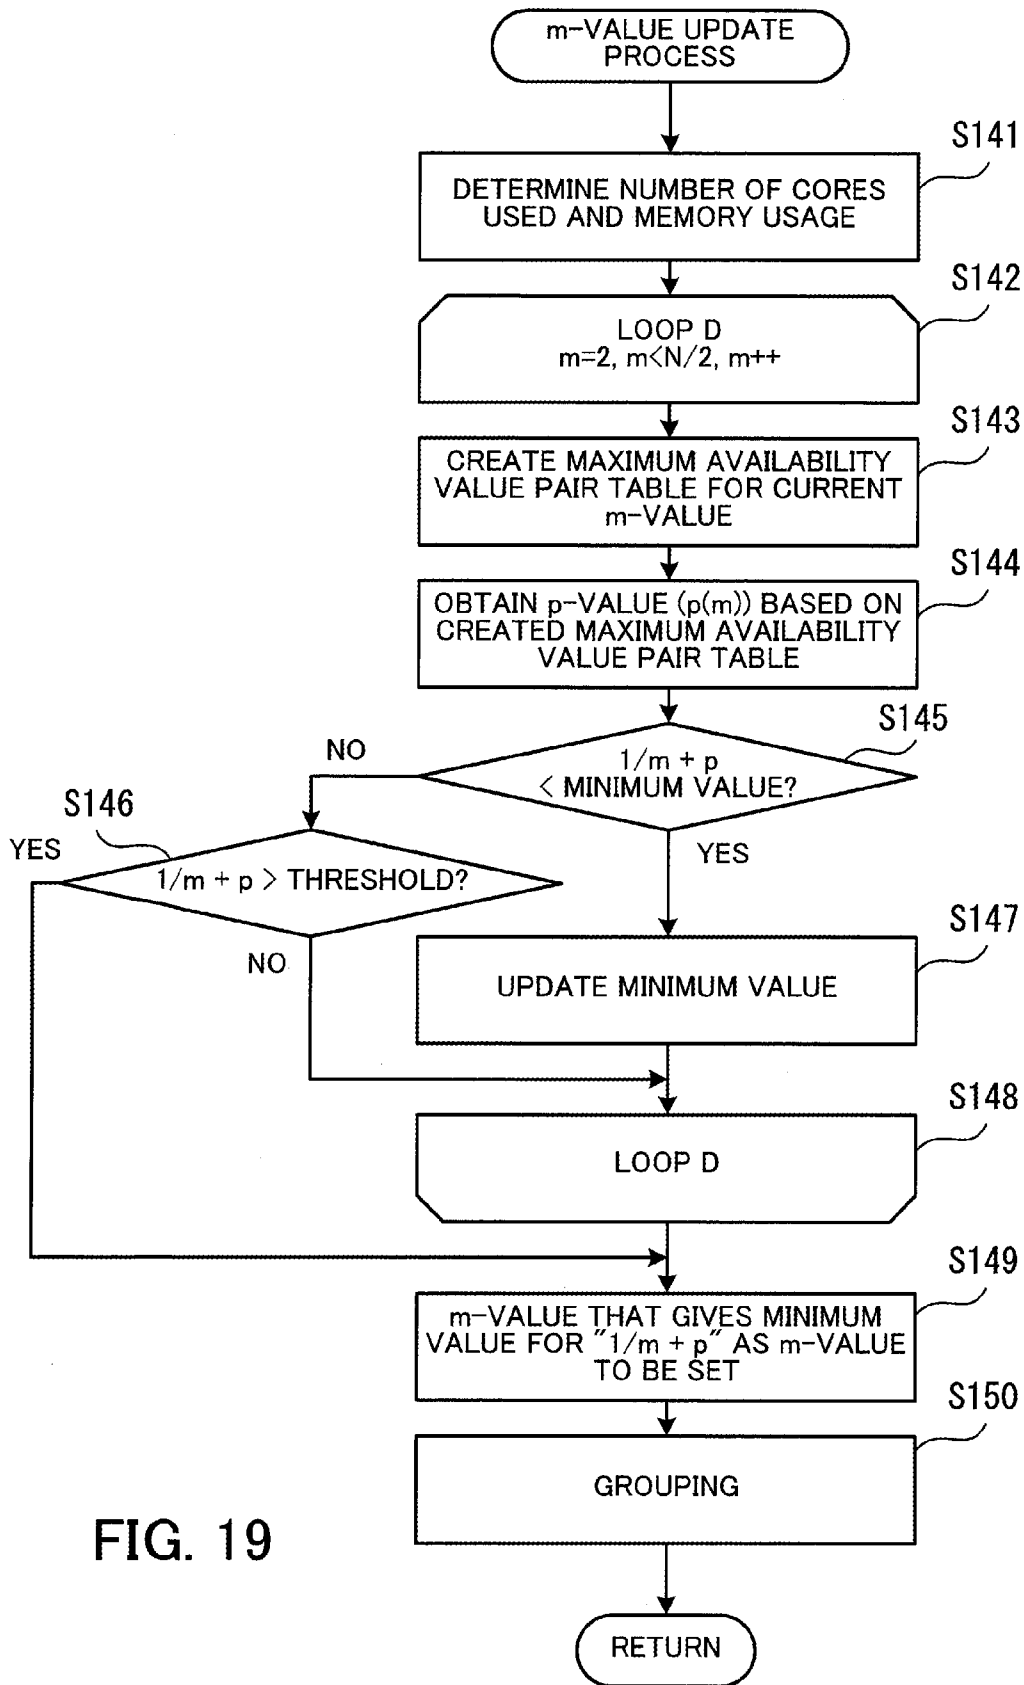 m-VALUE UPDATE
PROCESS
S141
DETERMINE NUMBER OF CORES
USED AND MEMORY USAGE
S142
LOOP D
m=2, m<N/2, m++
S143
CREATE MAXIMUM AVAILABILITY
VALUE PAIR TABLE FOR CURRENT
m-VALUE
S144
OBTAIN p-VALUE (p(m)) BASED ON
CREATED MAXIMUM AVAILABILITY
VALUE PAIR TABLE
S145
NO
1/m + p
< MINIMUM VALUE?
S146
YES
YES
1/m + p > THRESHOLD?
NO
S147
UPDATE MINIMUM VALUE
S148
LOOP D
S149
m-VALUE THAT GIVES MINIMUM
VALUE FOR "1/m + p" AS m-VALUE
TO BE SET
S150
GROUPING
FIG. 19
RETURN